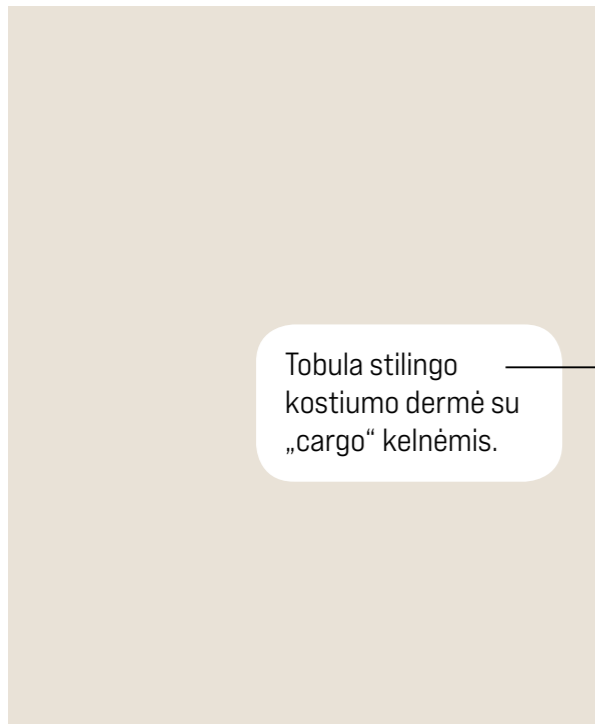 Tobula stilingo
kostiumo dermė su
„cargo“ kelnėmis.